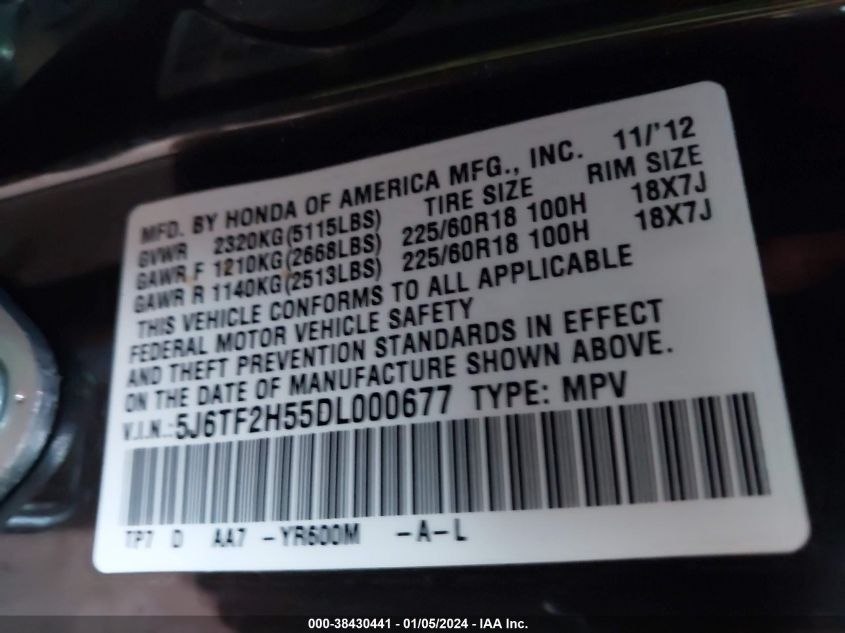 MFD. BY HONDA OF AMERICA MFG., INC. 11/'12
GVWR 2320KG(5115LBS) TIRE SIZE RIM SIZE
GAWR F 1210KG(2668LBS) 225/60R18 100H 18X7J
GAWR R 1140KG(2513LBS) 225/60R18 100H 18X7J
THIS VEHICLE CONFORMS TO ALL APPLICABLE
FEDERAL MOTOR VEHICLE SAFETY
AND THEFT PREVENTION STANDARDS IN EFFECT
ON THE DATE OF MANUFACTURE SHOWN ABOVE.
V.I.N.:5J6TF2H55DL000677 TYPE: MPV
TP7 D AA7 -YR600M -A-L
000-38430441 - 01/05/2024 - IAA Inc.